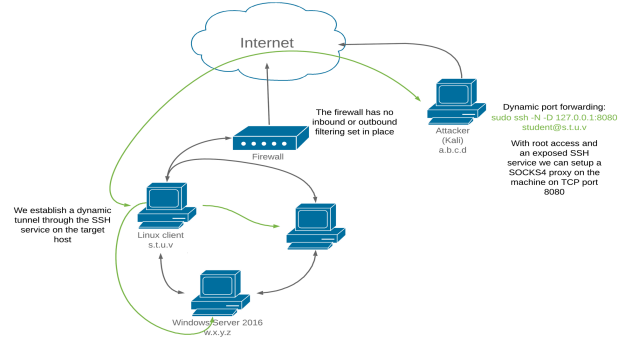 Internet
The firewall has no
inbound or outbound
filtering set in place
Firewall
Attacker
(Kali)
a.b.c.d
Dynamic port forwarding:
sudo ssh -N -D 127.0.0.1:8080
student@s.t.u.v
With root access and
an exposed SSH
service we can setup a
SOCKS4 proxy on the
machine on TCP port
8080
We establish a dynamic
tunnel through the SSH
service on the target
host
Linux client
s.t.u.v
Windows Server 2016
w.x.y.z